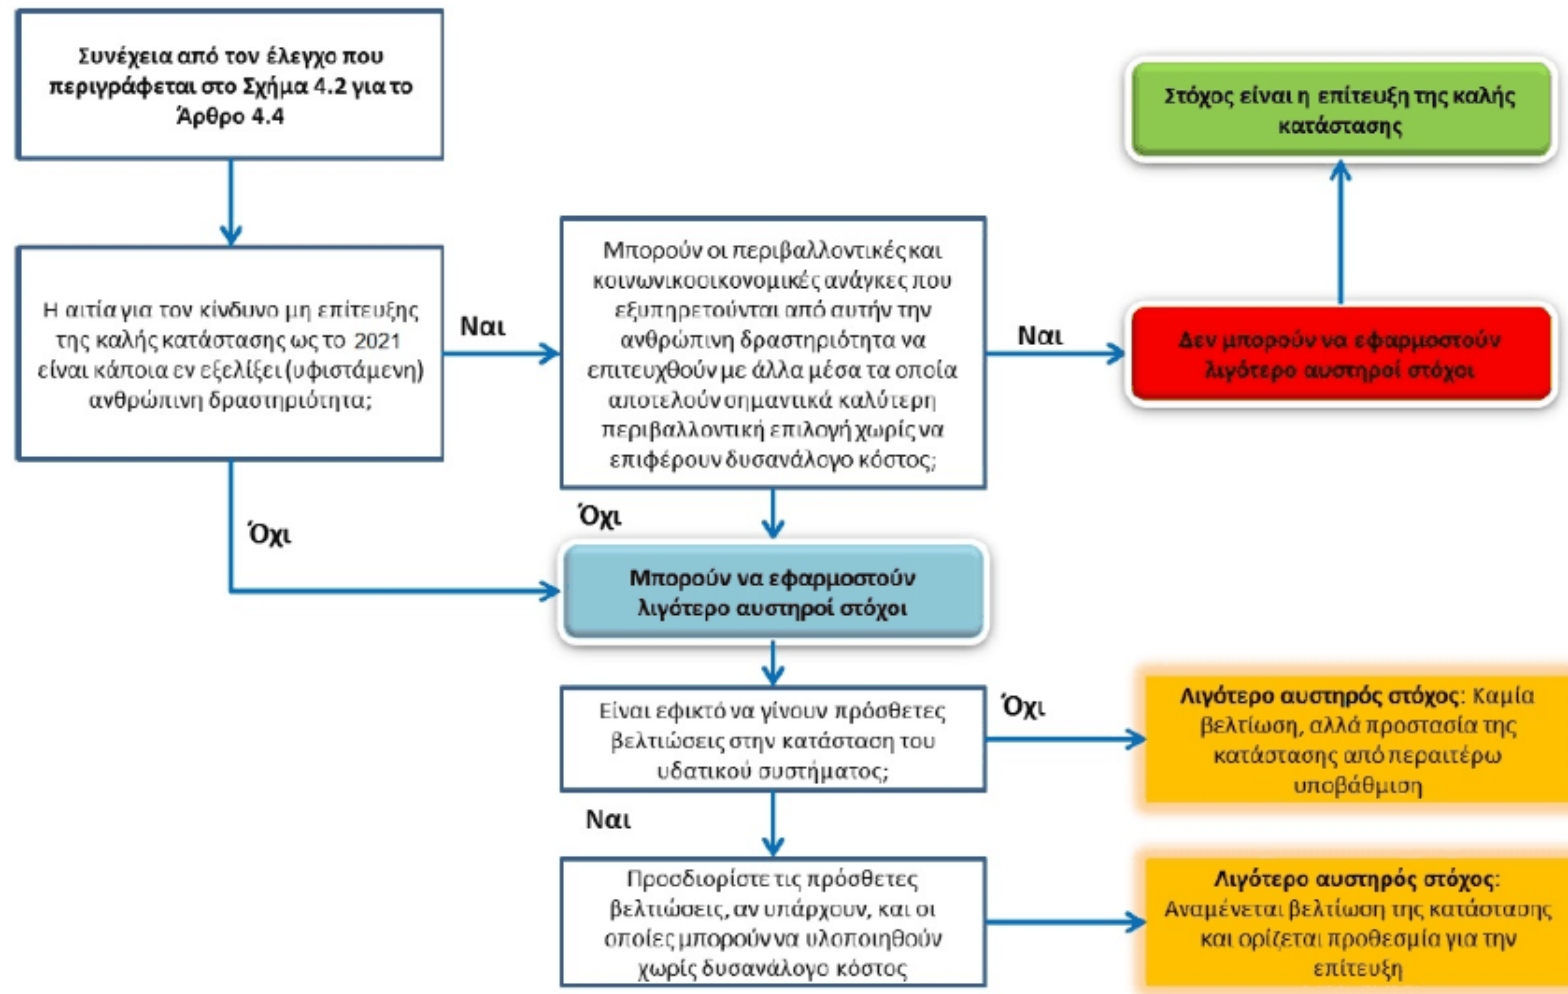 Συνέχεια από τον έλεγχο που
περιγράφεται στο Σχήμα 4.2 για το
Άρθρο 4.4
Στόχος είναι η επίτευξη της καλής
κατάστασης
Η αιτία για τον κίνδυνο μη επίτευξης
της καλής κατάστασης ως το 2021
είναι κάποια εν εξελίξει (υφιστάμενη)
ανθρώπινη δραστηριότητα;
Ναι
Μπορούν οι περιβαλλοντικές και
κοινωνικοοικονομικές ανάγκες που
εξυπηρετούνται από αυτήν την
ανθρώπινη δραστηριότητα να
επιτευχθούν με άλλα μέσα τα οποία
αποτελούν σημαντικά καλύτερη
περιβαλλοντική επιλογή χωρίς να
επιφέρουν δυσανάλογο κόστος;
Ναι
Δεν μπορούν να εφαρμοστούν
λιγότερο αυστηροί στόχοι
Όχι
Όχι
Μπορούν να εφαρμοστούν
λιγότερο αυστηροί στόχοι
Είναι εφικτό να γίνουν πρόσθετες
βελτιώσεις στην κατάσταση του
υδατικού συστήματος;
Όχι
Λιγότερο αυστηρός στόχος: Καμία
βελτίωση, αλλά προστασία της
κατάστασης από περαιτέρω
υποβάθμιση
Ναι
Προσδιορίστε τις πρόσθετες
βελτιώσεις, αν υπάρχουν, και οι
οποίες μπορούν να υλοποιηθούν
χωρίς δυσανάλογο κόστος
Λιγότερο αυστηρός στόχος:
Αναμένεται βελτίωση της κατάστασης
και ορίζεται προθεσμία για την
επίτευξη